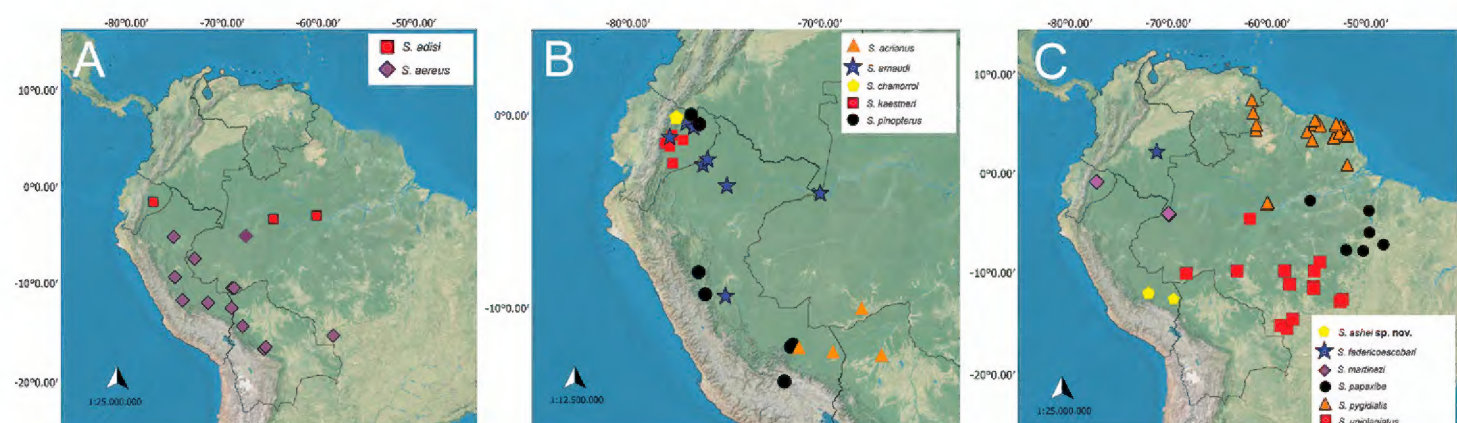 -80°0.00' -70°0.00' -60°0.00' -50°0.00'
A
S. adisi
S. aereus
10°0.00'
0°0.00'
-10°0.00'
-20°0.00'
1:25.000.000
-80°0.00' -70°0.00'
B
S. acrianus
S. arnaudi
S. chamorroi
S. kaestneri
S. pinopterus
0°0.00'
-10°0.00'
1:12.500.000
-80°0.00' -70°0.00' -60°0.00' -50°0.00'
C
10°0.00'
0°0.00'
-10°0.00'
-20°0.00'
S. ashei sp. nov.
S. federicoescobari
S. martinezi
S. papaxibe
S. pygidialis
1:25.000.000